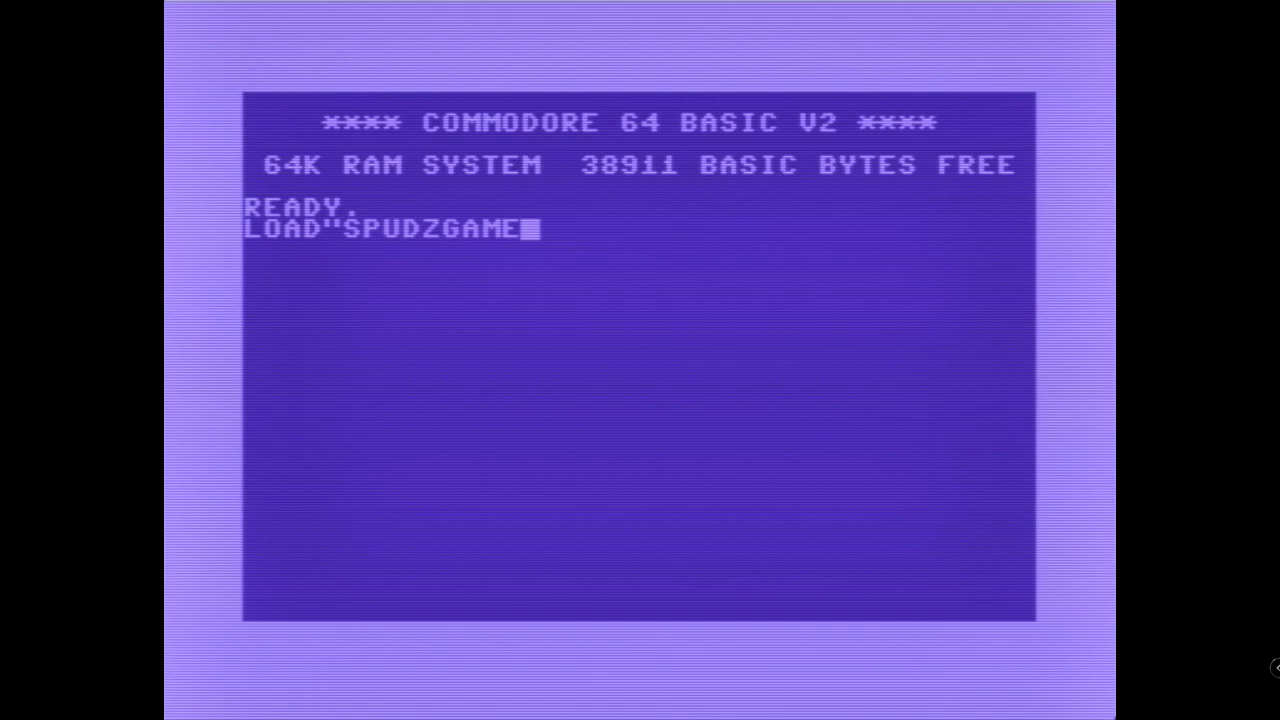 **** COMMODORE 64 BASIC V2 ****
64K RAM SYSTEM  38911 BASIC BYTES FREE
READY.
LOAD"SPUDZGAME